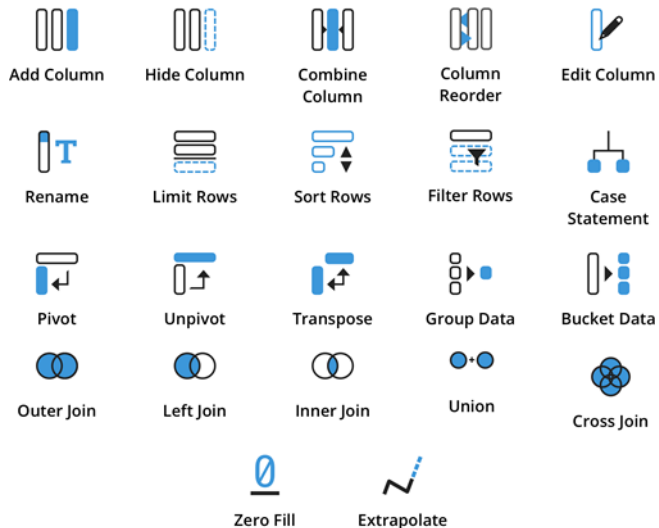 Add Column
Hide Column
Combine
Column
Column
Reorder
Edit Column
T
Rename
Limit Rows
Sort Rows
Filter Rows
Case
Statement
Pivot
Unpivot
Transpose
Group Data
Bucket Data
Outer Join
Left Join
Inner Join
+
Union
Cross Join
0
Zero Fill
Extrapolate